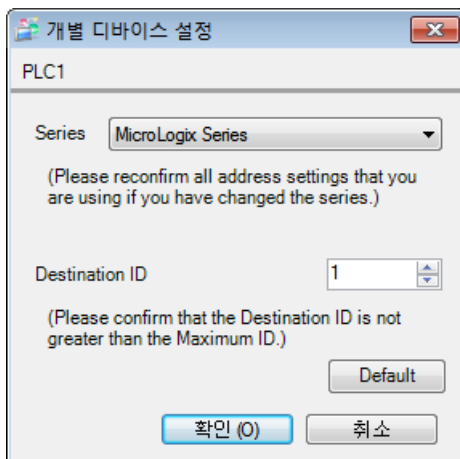 개별 디바이스 설정
PLC1
Series MicroLogix Series
(Please reconfirm all address settings that you
are using if you have changed the series.)
Destination ID 1
(Please confirm that the Destination ID is not
greater than the Maximum ID.)
Default
확인 (O) 취소